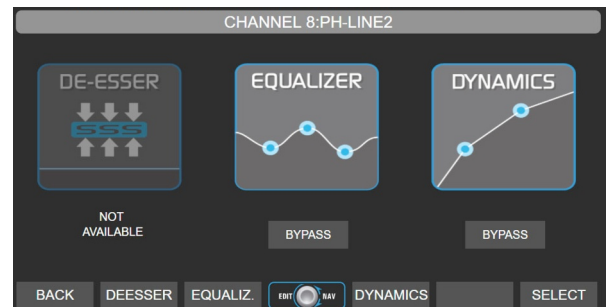 CHANNEL 8:PH-LINE2
DE-ESSER
SSS
EQUALIZER
DYNAMICS
NOT
AVAILABLE
BYPASS
BYPASS
BACK
DEESSER
EQUALIZ.
EDIT
NAV
DYNAMICS
SELECT